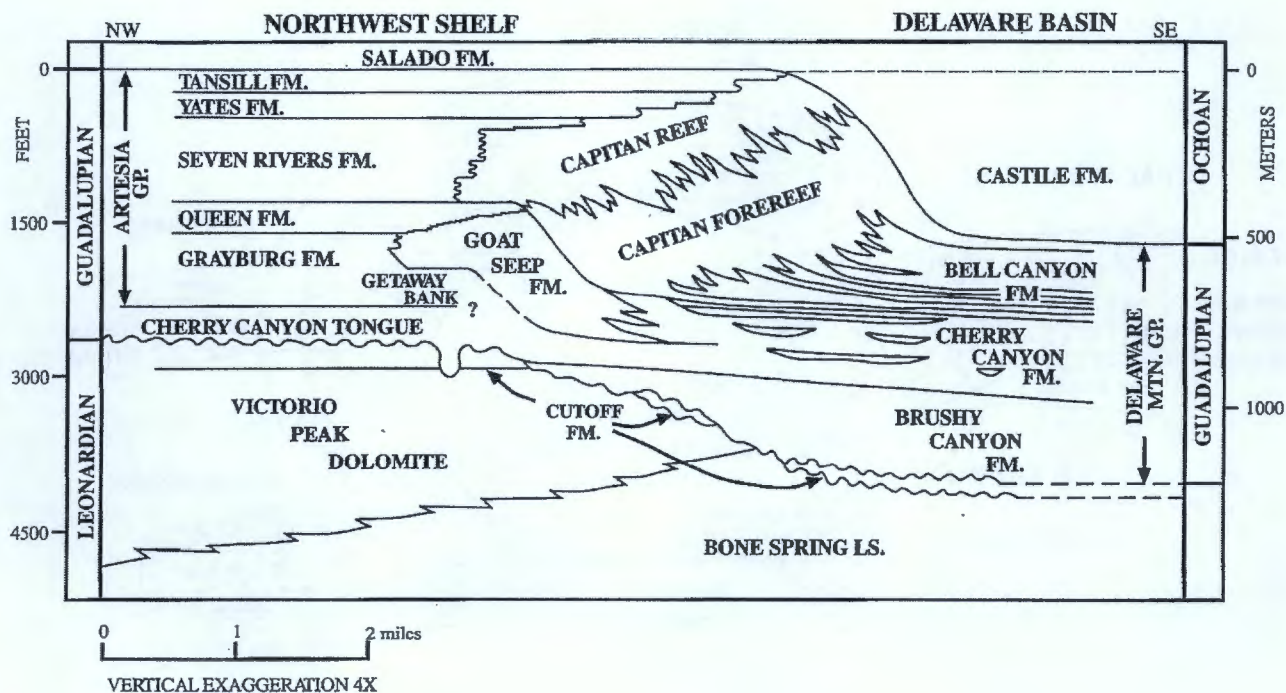 NORTHWEST SHELF
DELAWARE BASIN
NW
SE
SALADO FM.
0
0
TANSILL FM.
YATES FM.
FEET
METERS
GUADALUPIAN
ARTESIA
GP.
CAPITAN REEF
OCHOAN
SEVEN RIVERS FM.
CASTILE FM.
CAPITAN FOREREEF
1500
QUEEN FM.
GOAT
SEEP
FM.
500
GRAYBURG FM.
BELL CANYON
FM
GETAWAY
BANK
?
CHERRY CANYON TONGUE
CHERRY
CANYON
FM.
DELAWARE
MTN. GP.
GUADALUPIAN
3000
1000
LEONARDIAN
VICTORIO
PEAK
DOLOMITE
CUTOFF
FM.
BRUSHY
CANYON
FM.
4500
BONE SPRING LS.
0 1 2 miles
VERTICAL EXAGGERATION 4X